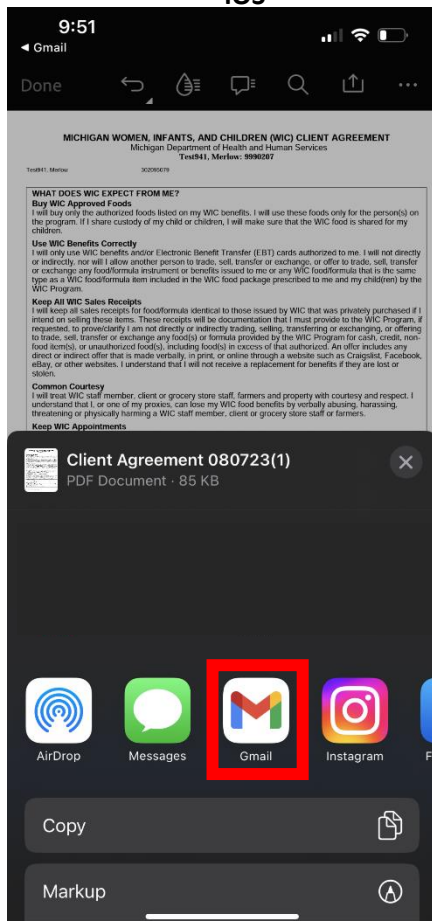 iOS
9:51
◀ Gmail
Done
MICHIGAN WOMEN, INFANTS, AND CHILDREN (WIC) CLIENT AGREEMENT
Michigan Department of Health and Human Services
Test941, Merlow: 9990207
Test941, Merlow 302085079
WHAT DOES WIC EXPECT FROM ME?
Buy WIC Approved Foods
I will buy only the authorized foods listed on my WIC benefits. I will use these foods only for the person(s) on
the program. If I share custody of my child or children, I will make sure that the WIC food is shared for my
children.
Use WIC Benefits Correctly
I will only use WIC benefits and/or Electronic Benefit Transfer (EBT) cards authorized to me. I will not directly
or indirectly, nor will I allow another person to trade, sell, transfer or exchange, or offer to trade, sell, transfer
or exchange any food/formula instrument or benefits issued to me or any WIC food/formula that is the same
type as a WIC food/formula item included in the WIC food package prescribed to me and my child(ren) by the
WIC Program.
Keep All WIC Sales Receipts
I will keep all sales receipts for food/formula identical to those issued by WIC that was privately purchased if I
intend on selling these items. These receipts will be documentation that I must provide to the WIC Program, if
requested, to prove/clarify I am not directly or indirectly trading, selling, transferring or exchanging, or offering
to trade, sell, transfer or exchange any food(s) or formula provided by the WIC Program for cash, credit, non-
food item(s), or unauthorized food(s), including food(s) in excess of that authorized. An offer includes any
direct or indirect offer that is made verbally, in print, or online through a website such as Craigslist, Facebook,
eBay, or other websites. I understand that I will not receive a replacement for benefits if they are lost or
stolen.
Common Courtesy
I will treat WIC staff member, client or grocery store staff, farmers and property with courtesy and respect. I
understand that I, or one of my proxies, can lose my WIC food benefits by verbally abusing, harassing,
threatening or physically harming a WIC staff member, client or grocery store staff or farmers.
Keep WIC Appointments
Client Agreement 080723(1)
PDF Document · 85 KB
AirDrop Messages Gmail Instagram F
Copy
Markup